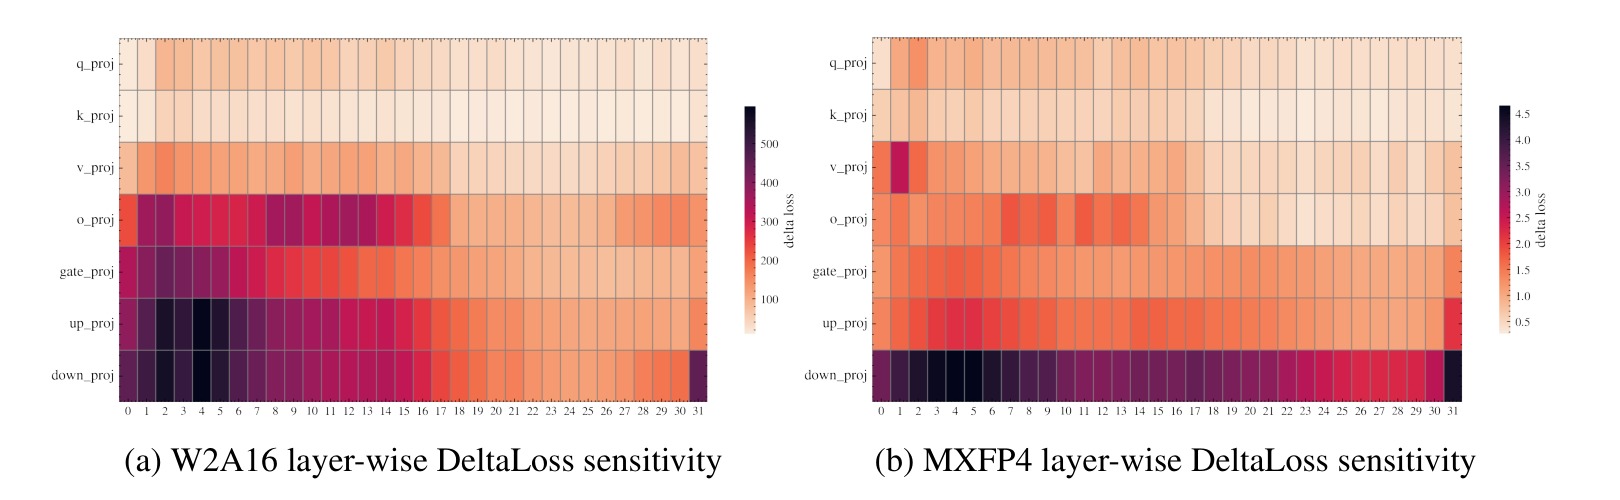 q_proj
k_proj
v_proj
o_proj
gate_proj
up_proj
down_proj
0 1 2 3 4 5 6 7 8 9 10 11 12 13 14 15 16 17 18 19 20 21 22 23 24 25 26 27 28 29 30 31
500
400
300
200
100
delta loss
(a) W2A16 layer-wise DeltaLoss sensitivity
q_proj
k_proj
v_proj
o_proj
gate_proj
up_proj
down_proj
0 1 2 3 4 5 6 7 8 9 10 11 12 13 14 15 16 17 18 19 20 21 22 23 24 25 26 27 28 29 30 31
4.5
4.0
3.5
3.0
2.5
2.0
1.5
1.0
0.5
delta loss
(b) MXFP4 layer-wise DeltaLoss sensitivity